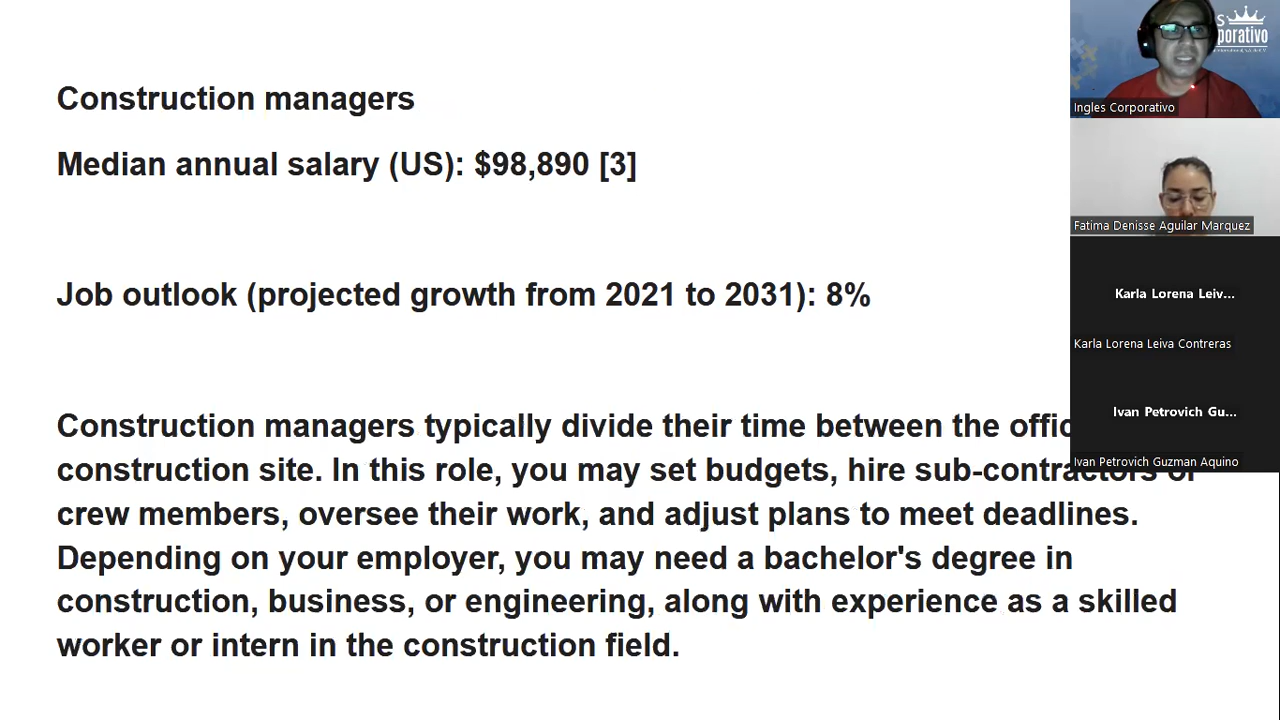 Construction managers
Median annual salary (US): $98,890 [3]
Job outlook (projected growth from 2021 to 2031): 8%
Construction managers typically divide their time between the
construction site. In this role, you may set budgets, hire sub-contractors or
crew members, oversee their work, and adjust plans to meet deadlines.
Depending on your employer, you may need a bachelor's degree in
construction, business, or engineering, along with experience as a skilled
worker or intern in the construction field.
S
porativo
Ingles Corporativo
Fatima Denisse Aguilar Marquez
Karla Lorena Leiv...
Karla Lorena Leiva Contreras
Ivan Petrovich Gu...
Ivan Petrovich Guzman Aquino